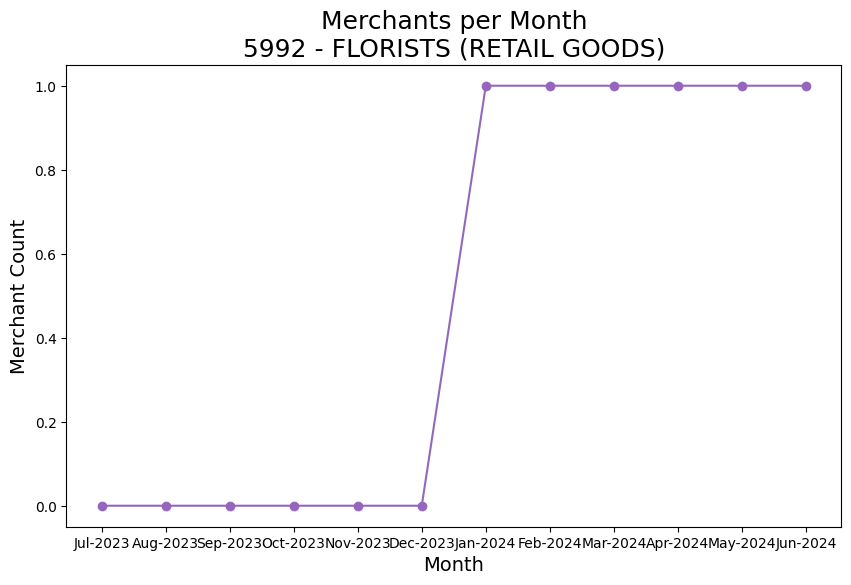 Merchants per Month
5992 - FLORISTS (RETAIL GOODS)
Merchant Count
1.0
0.8
0.6
0.4
0.2
0.0
Jul-2023 Aug-2023 Sep-2023 Oct-2023 Nov-2023 Dec-2023 Jan-2024 Feb-2024 Mar-2024 Apr-2024 May-2024 Jun-2024
Month